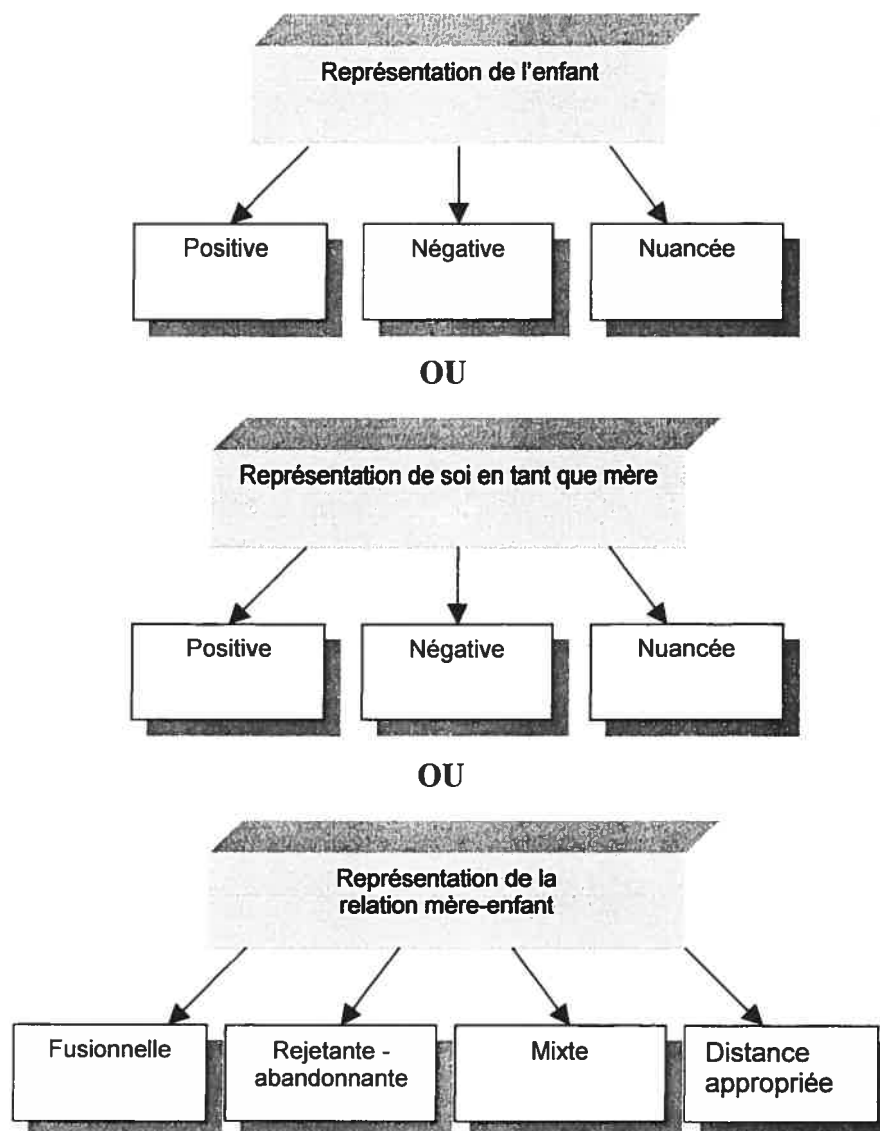 Représentation de l'enfant
Positive
Négative
Nuancée
OU
Représentation de soi en tant que mère
Positive
Négative
Nuancée
OU
Représentation de la
relation mère-enfant
Fusionnelle
Rejetante -
abandonnante
Mixte
Distance
appropriée